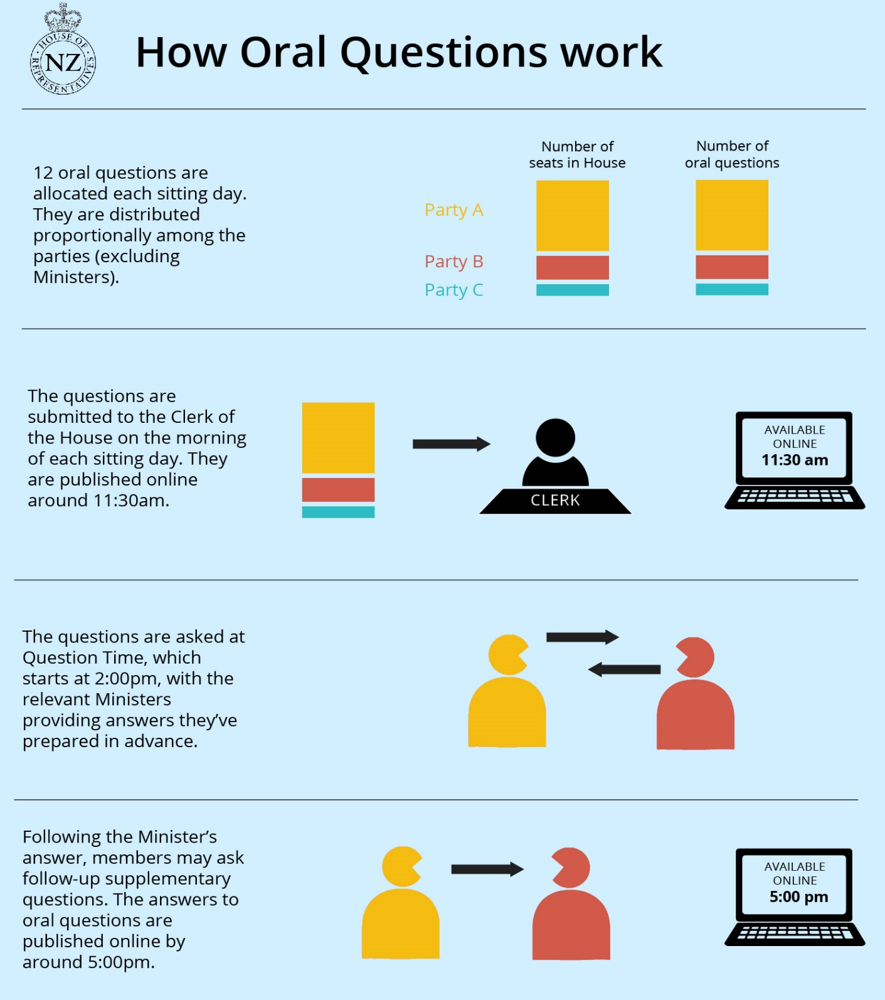 HOUSE OF
REPRESENTATIVES
NZ
How Oral Questions work
12 oral questions are
allocated each sitting day.
They are distributed
proportionally among the
parties (excluding
Ministers).
Number of
seats in House
Number of
oral questions
Party A
Party B
Party C
The questions are
submitted to the Clerk of
the House on the morning
of each sitting day. They
are published online
around 11:30am.
CLERK
AVAILABLE
ONLINE
11:30 am
The questions are asked at
Question Time, which
starts at 2:00pm, with the
relevant Ministers
providing answers they’ve
prepared in advance.
Following the Minister’s
answer, members may ask
follow-up supplementary
questions. The answers to
oral questions are
published online by
around 5:00pm.
AVAILABLE
ONLINE
5:00 pm